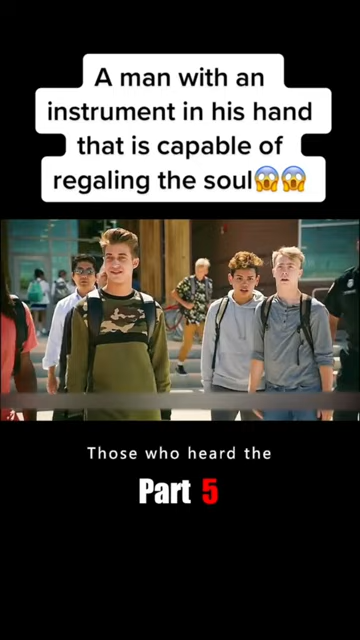 A man with an
instrument in his hand
that is capable of
regaling the soul😱😱
Those who heard the
Part 5